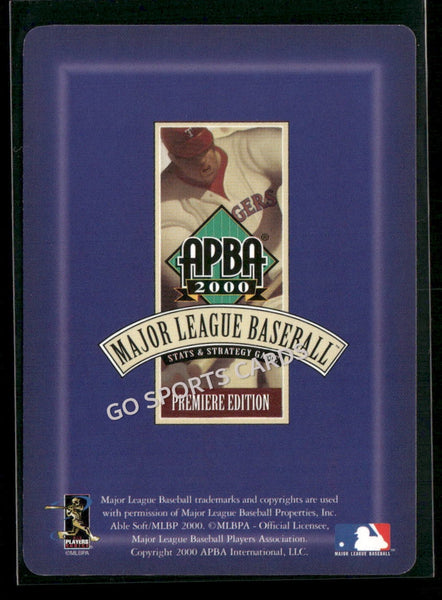 T
GERS
APBA®
2000
MAJOR LEAGUE BASEBALL™
STATS & STRATEGY GAME
GO SPORTS CARDS
PREMIERE EDITION
Major League Baseball trademarks and copyrights are used
with permission of Major League Baseball Properties, Inc.
Able Soft/MLBP 2000. ©MLBPA - Official Licensee,
Major League Baseball Players Association.
Copyright 2000 APBA International, LLC.
PLAYERS
©MLBPA
MAJOR LEAGUE BASEBALL